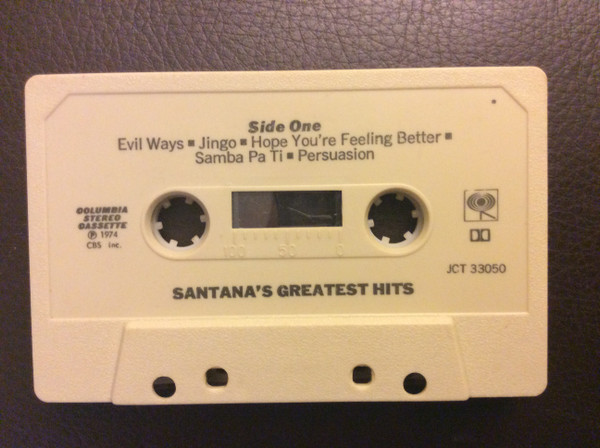 Side One
Evil Ways ▪ Jingo ▪ Hope You're Feeling Better ▪
Samba Pa Ti ▪ Persuasion
COLUMBIA
STEREO
CASSETTE
℗ 1974
CBS Inc.
100 50 0
JCT 33050
SANTANA'S GREATEST HITS